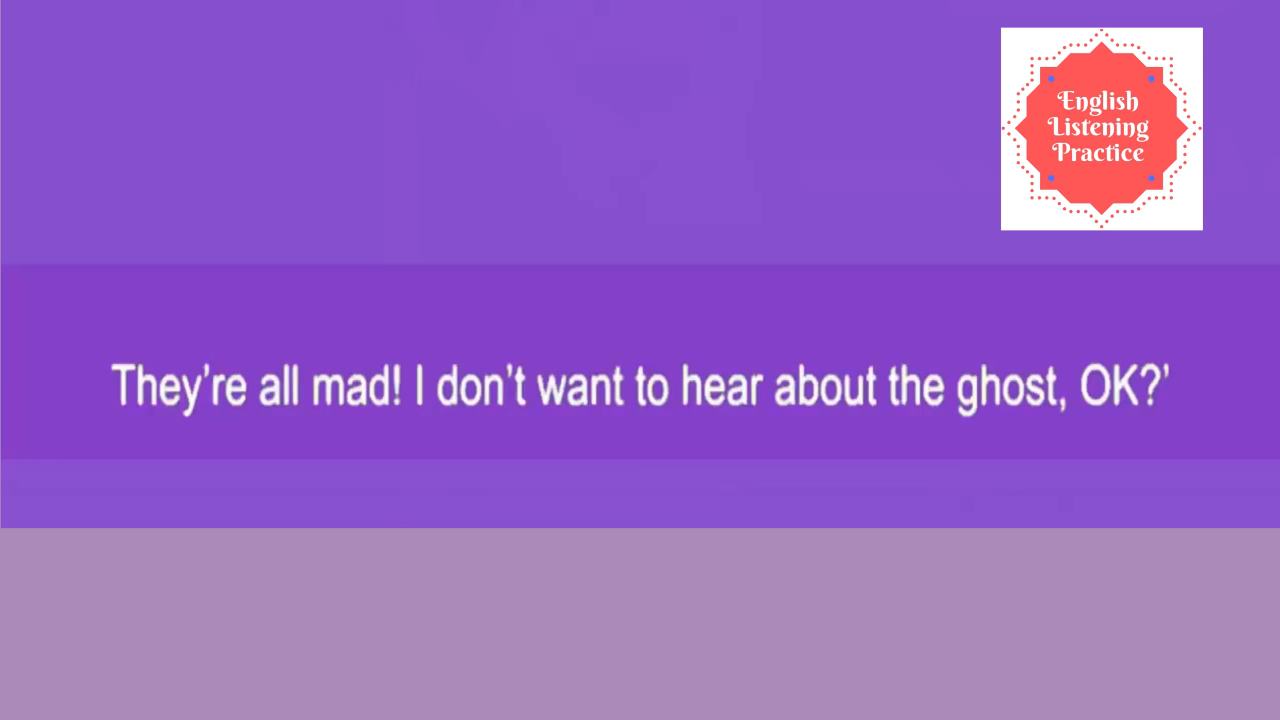 English
Listening
Practice
They’re all mad! I don’t want to hear about the ghost, OK?’